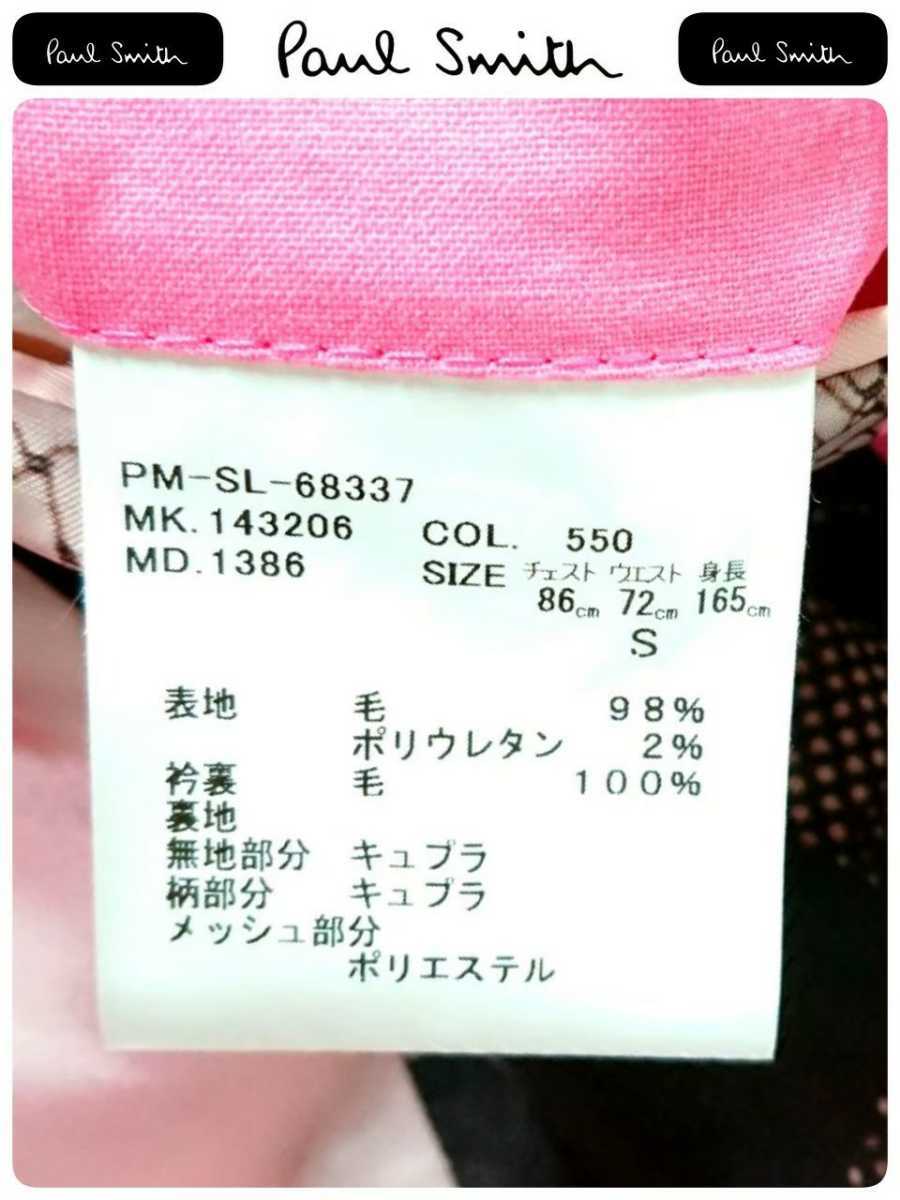 Paul Smith Paul Smith Paul Smith
PM-SL-68337
MK.143206 COL. 550
MD.1386 SIZE チェスト ウエスト 身長
86cm 72cm 165cm
S
表地 毛 98%
ポリウレタン 2%
衿裏 毛 100%
裏地
無地部分 キュプラ
柄部分 キュプラ
メッシュ部分
ポリエステル